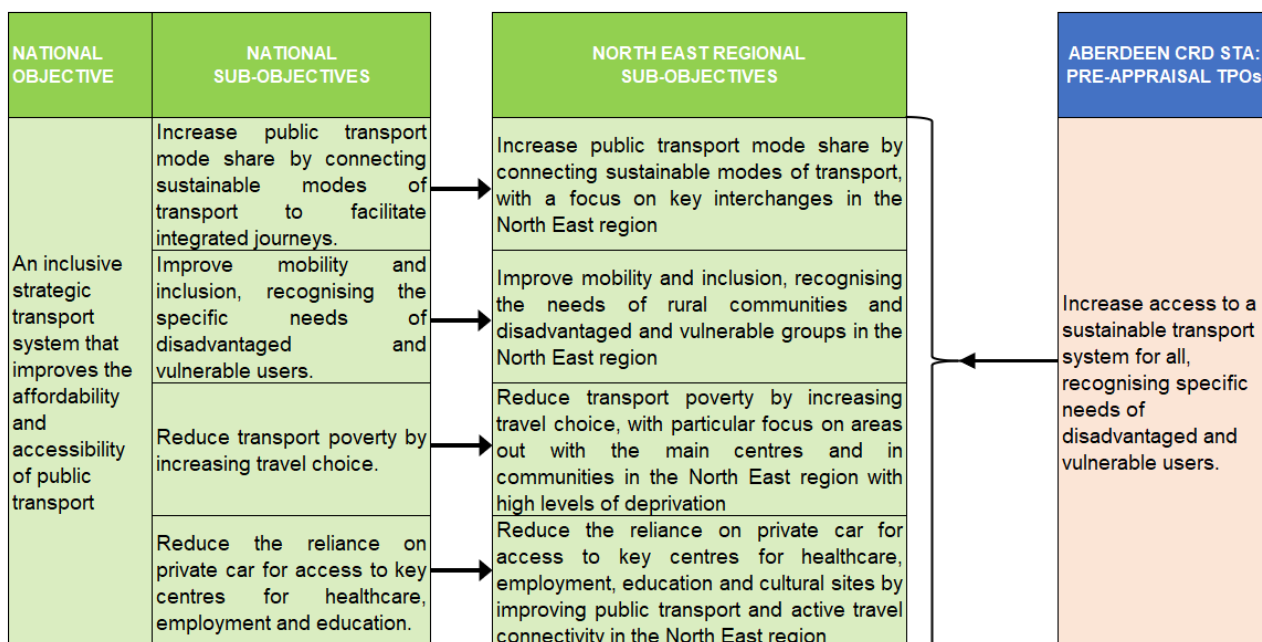 NATIONAL
OBJECTIVE
NATIONAL
SUB-OBJECTIVES
NORTH EAST REGIONAL
SUB-OBJECTIVES
ABERDEEN CRD STA:
PRE-APPRAISAL TPOs
An inclusive
strategic
transport
system that
improves the
affordability
and
accessibility
of public
transport
Increase public transport
mode share by connecting
sustainable modes of
transport to facilitate
integrated journeys.
Increase public transport mode share by
connecting sustainable modes of transport,
with a focus on key interchanges in the
North East region
Improve mobility and
inclusion, recognising the
specific needs of
disadvantaged and
vulnerable users.
Improve mobility and inclusion, recognising
the needs of rural communities and
disadvantaged and vulnerable groups in the
North East region
Reduce transport poverty by
increasing travel choice.
Reduce transport poverty by increasing
travel choice, with particular focus on areas
out with the main centres and in
communities in the North East region with
high levels of deprivation
Reduce the reliance on
private car for access to key
centres for healthcare,
employment and education.
Reduce the reliance on private car for
access to key centres for healthcare,
employment, education and cultural sites by
improving public transport and active travel
connectivity in the North East region
Increase access to a
sustainable transport
system for all,
recognising specific
needs of
disadvantaged and
vulnerable users.